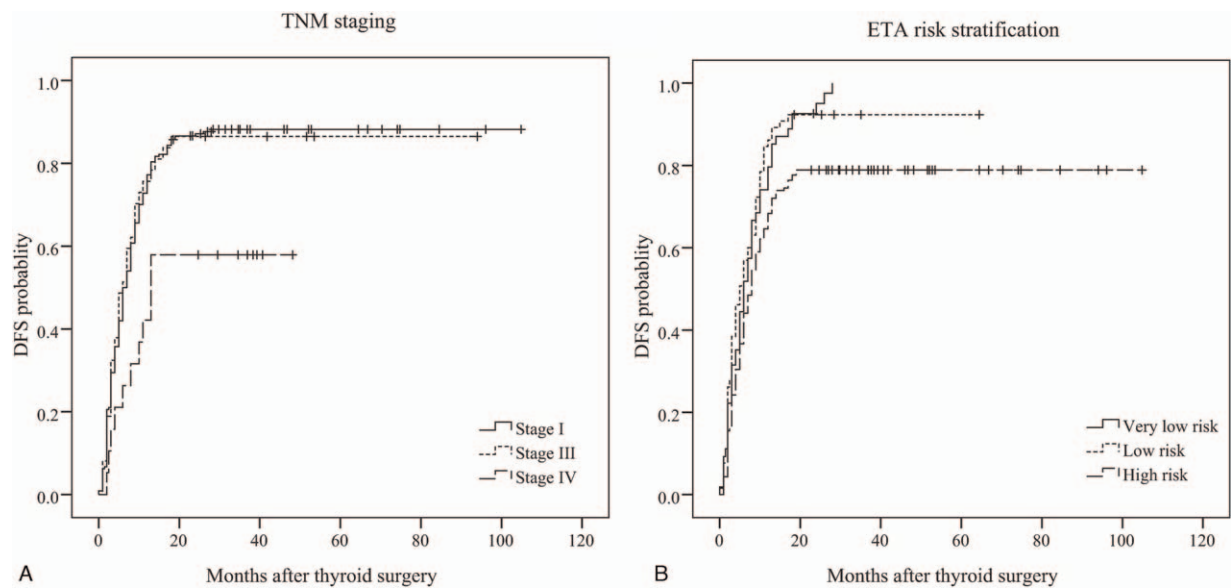 TNM staging
1.0
0.8
0.6
0.4
0.2
0.0
DFS probablity
Stage I
Stage III
Stage IV
0
20
40
60
80
100
120
A
Months after thyroid surgery
ETA risk stratification
1.0
0.8
0.6
0.4
0.2
0.0
DFS probablity
Very low risk
Low risk
High risk
0
20
40
60
80
100
120
B
Months after thyroid surgery